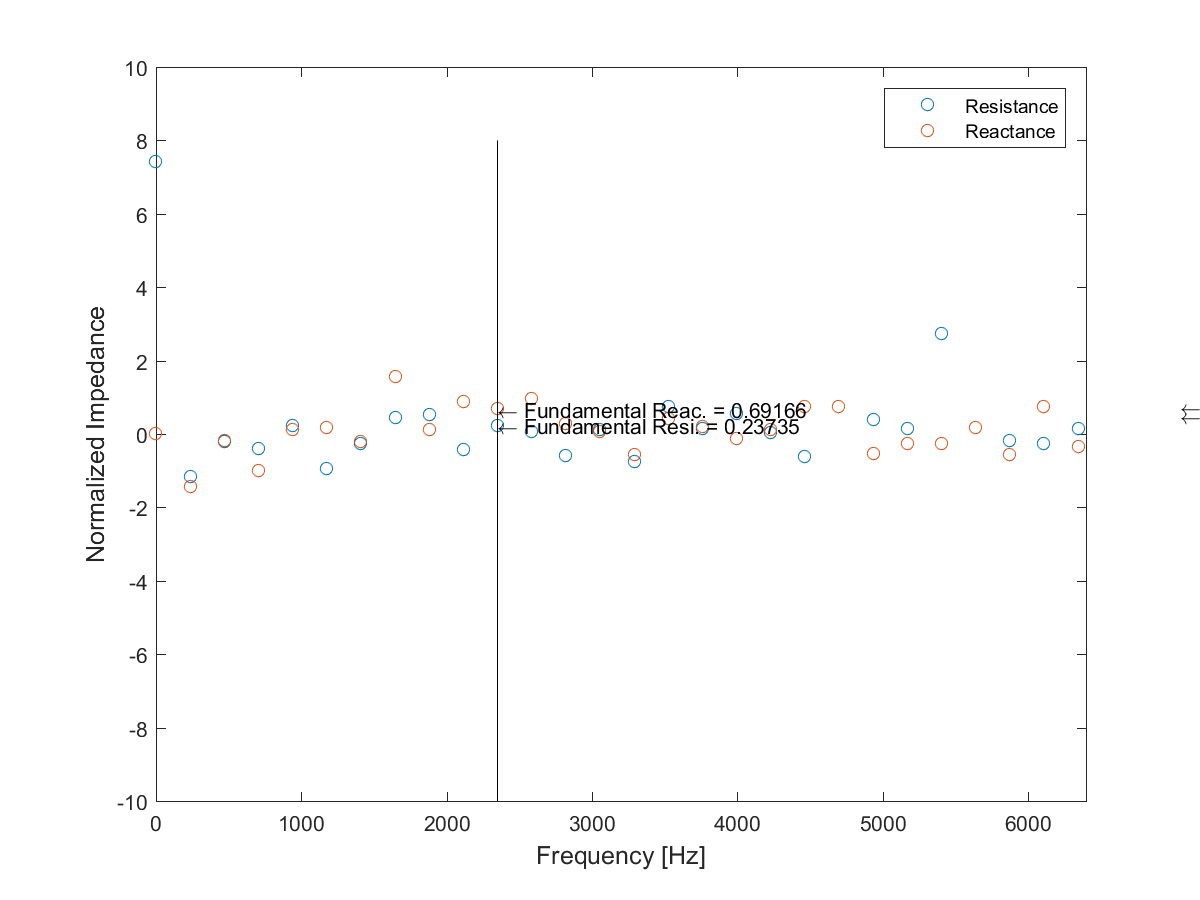 10
8
6
4
2
0
-2
-4
-6
-8
-10
Normalized Impedance
Resistance
Reactance
← Fundamental Reac. = 0.69166
← Fundamental Resi. = 0.23735
←
←
0 1000 2000 3000 4000 5000 6000
Frequency [Hz]